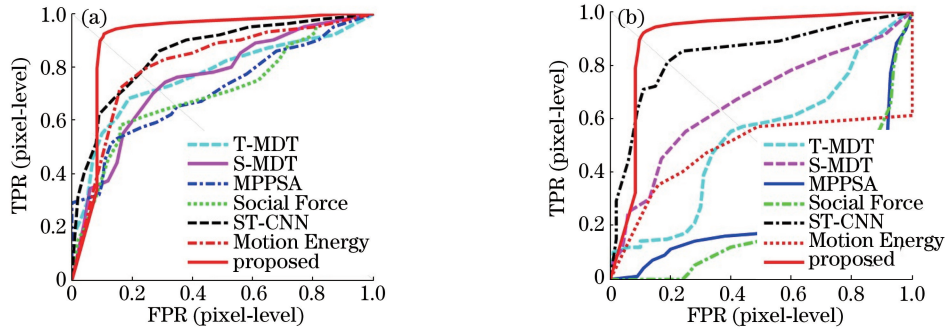 (a)
TPR (pixel-level)
1.0
0.8
0.6
0.4
0.2
0
T-MDT
S-MDT
MPPSA
Social Force
ST-CNN
Motion Energy
proposed
0
0.2
0.4
0.6
0.8
1.0
FPR (pixel-level)
(b)
TPR (pixel-level)
1.0
0.8
0.6
0.4
0.2
0
T-MDT
S-MDT
MPPSA
Social Force
ST-CNN
Motion Energy
proposed
0
0.2
0.4
0.6
0.8
1.0
FPR (pixel-level)